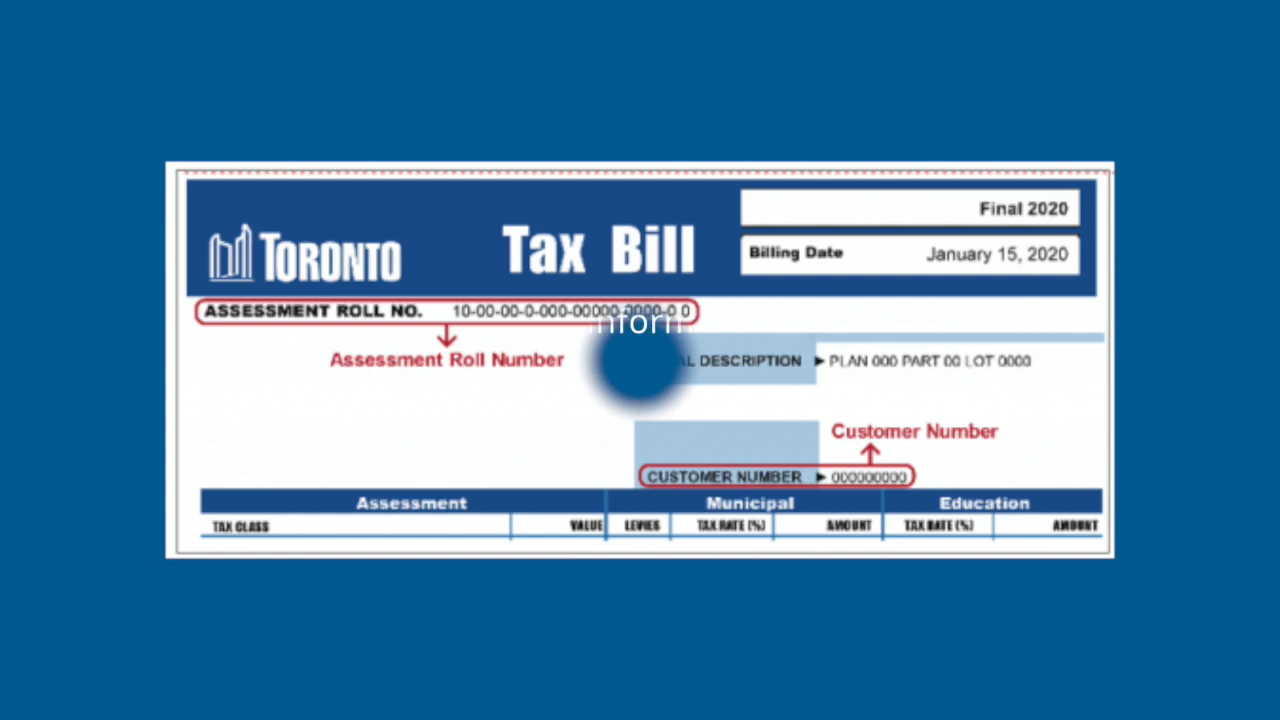 Final 2020
TORONTO
Tax Bill
Billing Date January 15, 2020
ASSESSMENT ROLL NO. 10-00-00-0-000-00000-0000-0 0
Assessment Roll Number
DESCRIPTION ► PLAN 000 PART 00 LOT 0000
Customer Number
CUSTOMER NUMBER ► 000000000
Assessment Municipal Education
TAX CLASS VALUE LEVIES TAX RATE (%) AMOUNT TAX RATE (%) AMOUNT